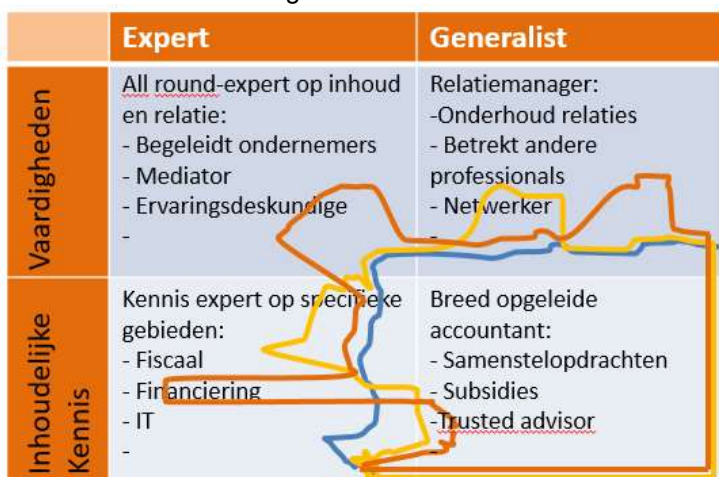 Expert
Generalist
Vaardigheden
All round-expert op inhoud
en relatie:
- Begeleidt ondernemers
- Mediator
- Ervaringsdeskundige
-
Relatiemanager:
-Onderhoud relaties
- Betrekt andere
professionals
- Netwerker
-
Inhoudelijke
Kennis
Kennis expert op specifieke
gebieden:
- Fiscaal
- Financiering
- IT
-
Breed opgeleide
accountant:
- Samenstelopdrachten
- Subsidies
-Trusted advisor
-